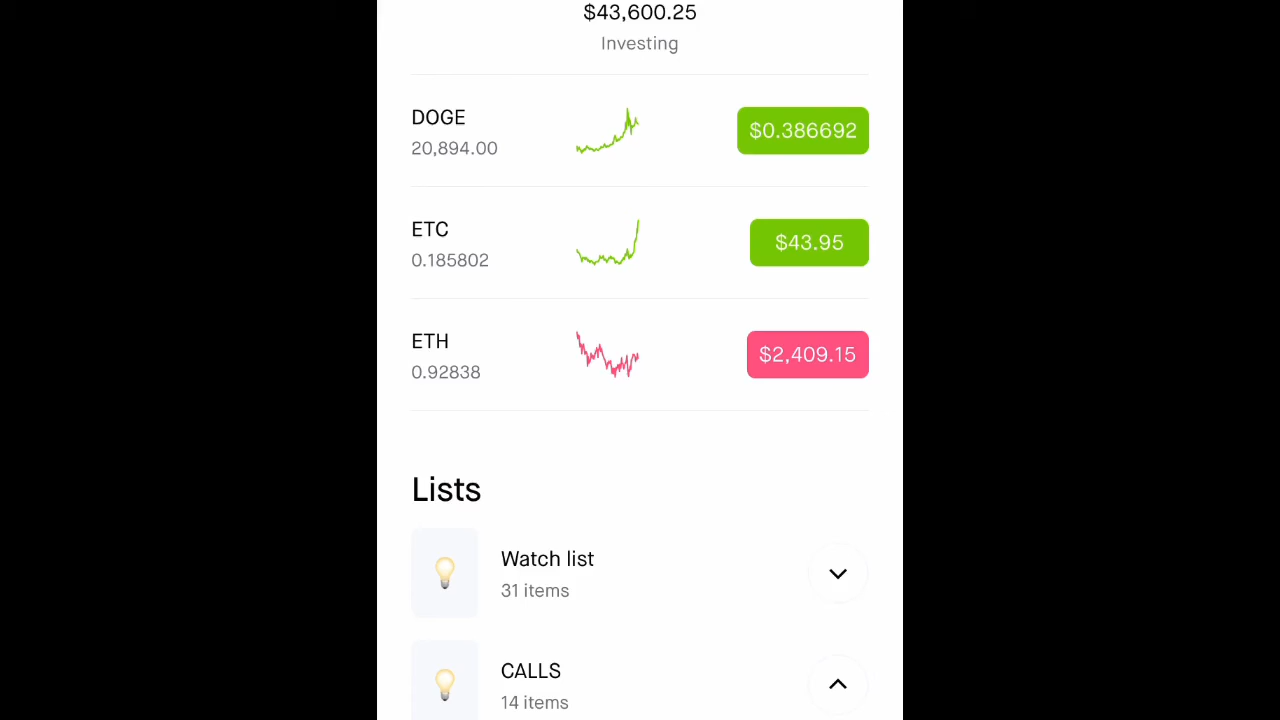 $43,600.25
Investing
DOGE
20,894.00
$0.386692
ETC
0.185802
$43.95
ETH
0.92838
$2,409.15
Lists
Watch list
31 items
CALLS
14 items